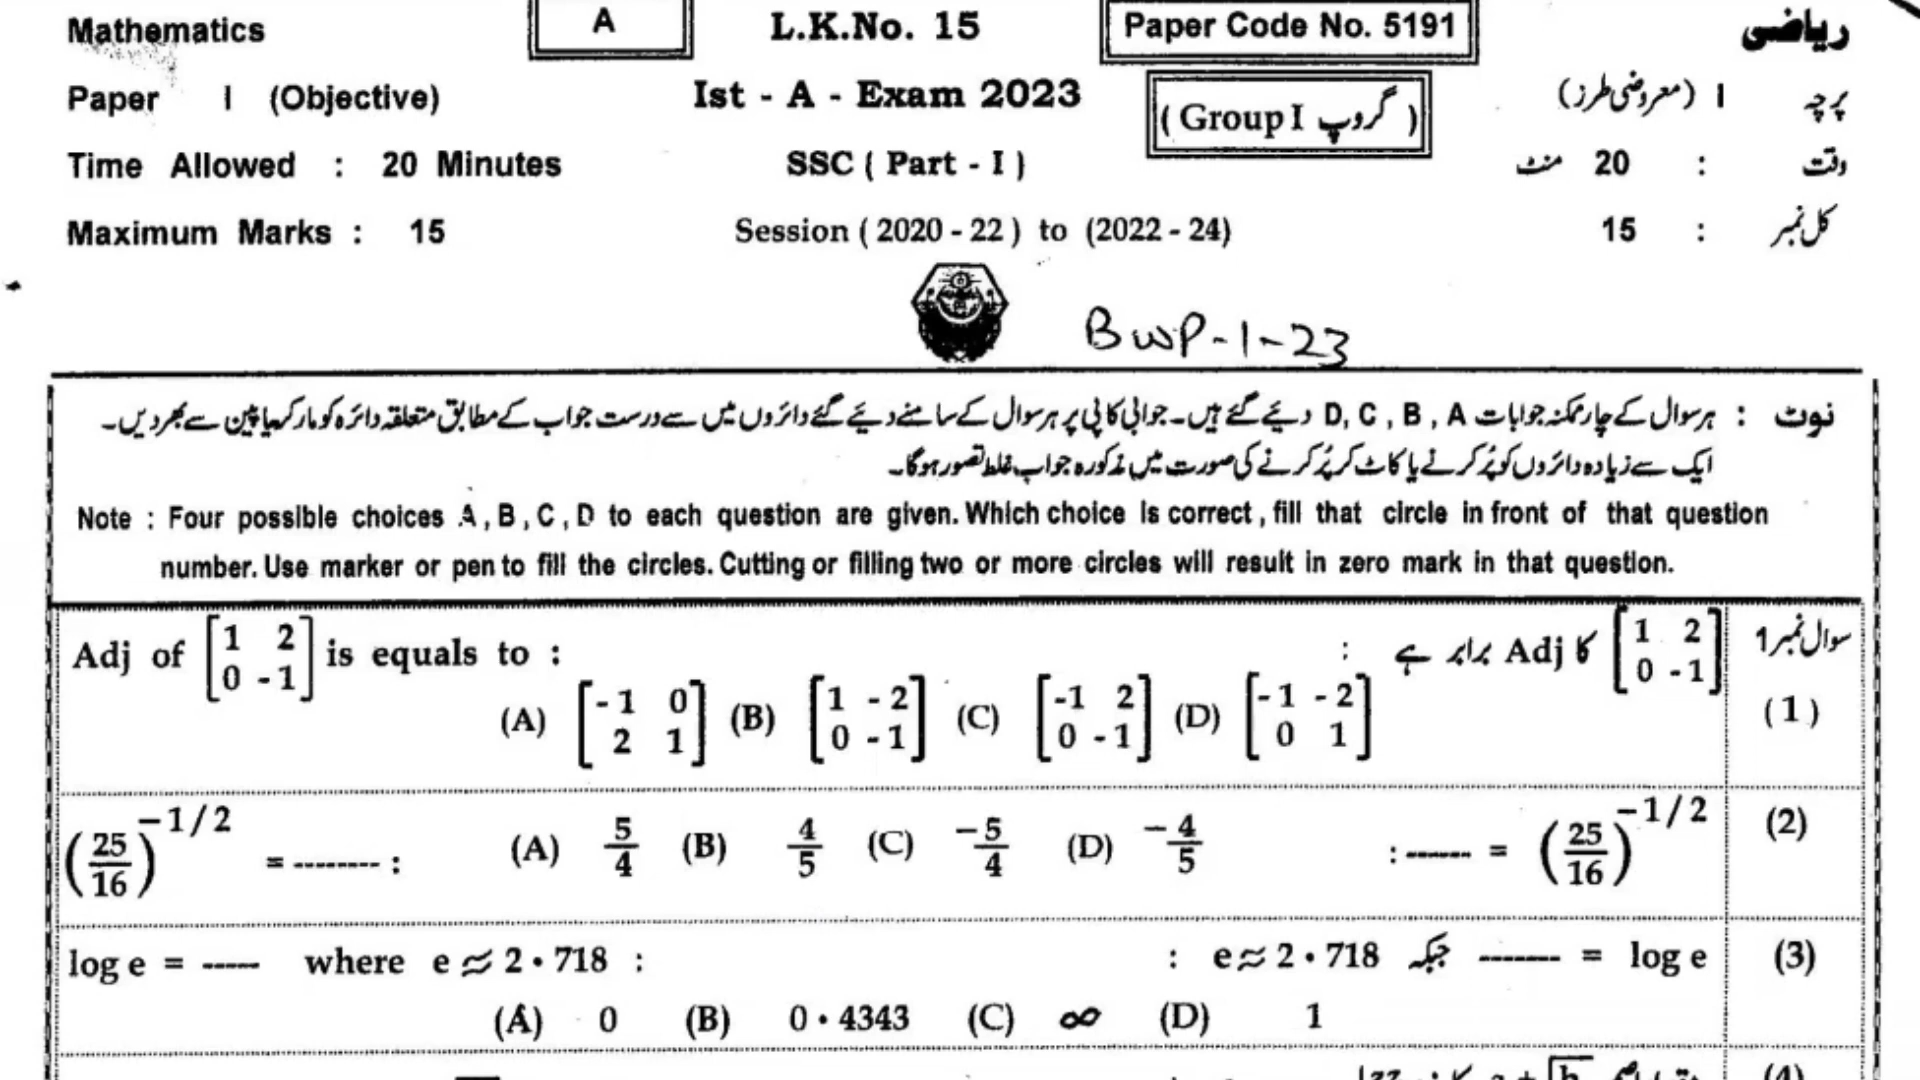 Mathematics A L.K.No. 15 Paper Code No. 5191 ریاضی
Paper I (Objective) Ist - A - Exam 2023 ( Group I گروپ ) پرچہ I (معروضی طرز)
Time Allowed : 20 Minutes SSC ( Part - I ) وقت : 20 منٹ
Maximum Marks : 15 Session ( 2020 - 22 ) to (2022 - 24) کل نمبر : 15
BWP-1-23
نوٹ : ہر سوال کے چار ممکنہ جوابات D, C , B , A دیئے گئے ہیں۔ جوابی کاپی پر ہر سوال کے سامنے دیئے گئے دائروں میں سے درست جواب کے مطابق متعلقہ دائرہ کو مارکر یا پین سے بھر دیں۔
ایک سے زیادہ دائروں کو پُر کرنے یا کاٹ کر پُر کرنے کی صورت میں مذکورہ جواب غلط تصور ہوگا۔
Note : Four possible choices A , B , C , D to each question are given. Which choice is correct , fill that circle in front of that question
number. Use marker or pen to fill the circles. Cutting or filling two or more circles will result in zero mark in that question.
Adj of [1 2 0 -1] is equals to : : [1 2 0 -1] کا Adj برابر ہے سوال نمبر 1
(A) [-1 0 2 1] (B) [1 -2 0 -1] (C) [-1 2 0 -1] (D) [-1 -2 0 1] (1)
(25/16)^-1/2 = -------- : (A) 5/4 (B) 4/5 (C) -5/4 (D) -4/5 : ------ = (25/16)^-1/2 (2)
log e = ----- where e ≈ 2 · 718 : : e ≈ 2 · 718 جبکہ ------- = log e (3)
(A) 0 (B) 0 · 4343 (C) ∞ (D) 1
(4)